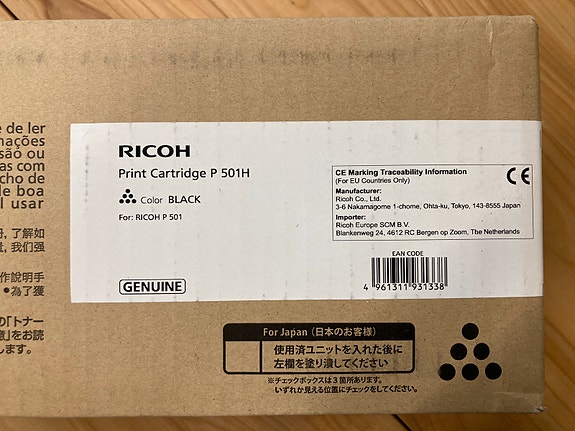 de ler
mações
são ou
as com
cho de
de boa
usar
了解如
我们强
作說明手
●為了獲
の「トナー
意」をお読
します。
RICOH
Print Cartridge P 501H
Color BLACK
For: RICOH P 501
GENUINE
CE Marking Traceability Information
(For EU Countries Only)
Manufacturer:
Ricoh Co., Ltd.
3-6 Nakamagome 1-chome, Ohta-ku, Tokyo, 143-8555 Japan
Importer:
Ricoh Europe SCM B.V.
Blankenweg 24, 4612 RC Bergen op Zoom, The Netherlands
CE
EAN CODE
4 961311 931338
For Japan (日本のお客様)
使用済ユニットを入れた後に
左欄を塗り潰してください
※チェックボックスは3箇所あります。
いずれか見える位置にチェックをしてください。